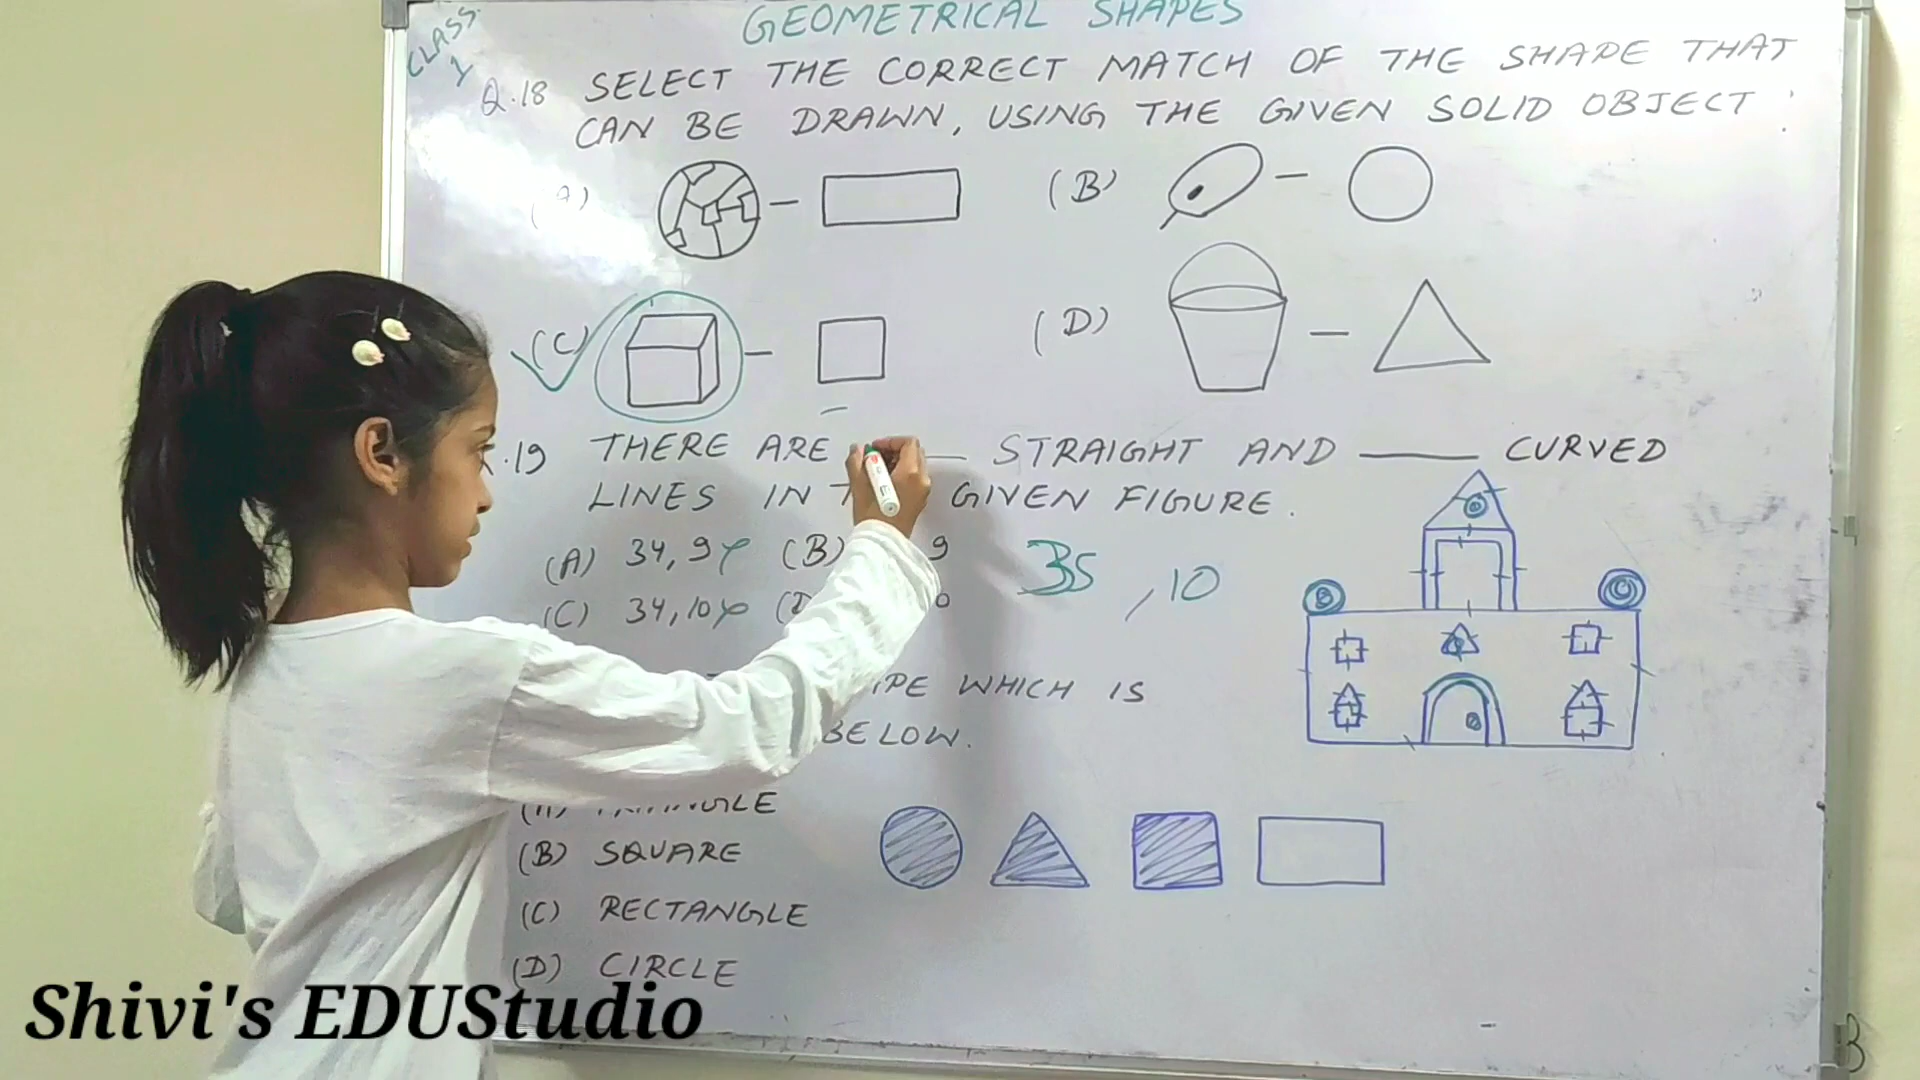 GEOMETRICAL SHAPES
CLASS
1
Q.18 SELECT THE CORRECT MATCH OF THE SHAPE THAT
CAN BE DRAWN, USING THE GIVEN SOLID OBJECT :
(A) (B)
(C) (D)
.19 THERE ARE ____ STRAIGHT AND ____ CURVED
LINES IN GIVEN FIGURE.
(A) 34, 9 (B) 9
(C) 34, 10
35, 10
WHICH IS
BELOW.
(A) TRIANGLE
(B) SQUARE
(C) RECTANGLE
(D) CIRCLE
Shivi's EDUStudio